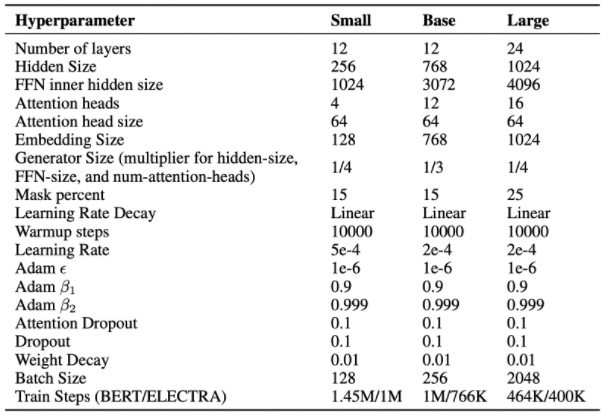 Hyperparameter Small Base Large
Number of layers 12 12 24
Hidden Size 256 768 1024
FFN inner hidden size 1024 3072 4096
Attention heads 4 12 16
Attention head size 64 64 64
Embedding Size 128 768 1024
Generator Size (multiplier for hidden-size,
FFN-size, and num-attention-heads) 1/4 1/3 1/4
Mask percent 15 15 25
Learning Rate Decay Linear Linear Linear
Warmup steps 10000 10000 10000
Learning Rate 5e-4 2e-4 2e-4
Adam ϵ 1e-6 1e-6 1e-6
Adam β₁ 0.9 0.9 0.9
Adam β₂ 0.999 0.999 0.999
Attention Dropout 0.1 0.1 0.1
Dropout 0.1 0.1 0.1
Weight Decay 0.01 0.01 0.01
Batch Size 128 256 2048
Train Steps (BERT/ELECTRA) 1.45M/1M 1M/766K 464K/400K